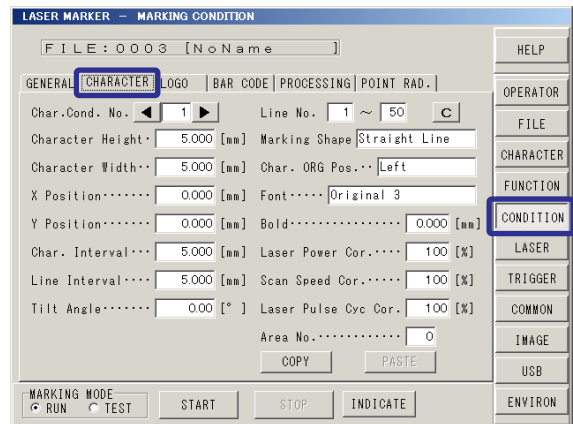 LASER MARKER － MARKING CONDITION
FILE:0003 [NoName ]
HELP
GENERAL CHARACTER LOGO BAR CODE PROCESSING POINT RAD.
OPERATOR
Char.Cond. No. ◀ 1 ▶ Line No. 1 ～ 50 C
FILE
Character Height· 5.000 [mm] Marking Shape Straight Line
CHARACTER
Character Width·· 5.000 [mm] Char. ORG Pos.·· Left
FUNCTION
X Position······· 0.000 [mm] Font····· Original 3
CONDITION
Y Position······· 0.000 [mm] Bold··············· 0.000 [mm]
LASER
Char. Interval··· 5.000 [mm] Laser Power Cor.···· 100 [%]
TRIGGER
Line Interval···· 5.000 [mm] Scan Speed Cor.····· 100 [%]
COMMON
Tilt Angle······· 0.00 [° ] Laser Pulse Cyc Cor. 100 [%]
IMAGE
Area No.············ 0
COPY PASTE
USB
MARKING MODE
RUN TEST START STOP INDICATE
ENVIRON